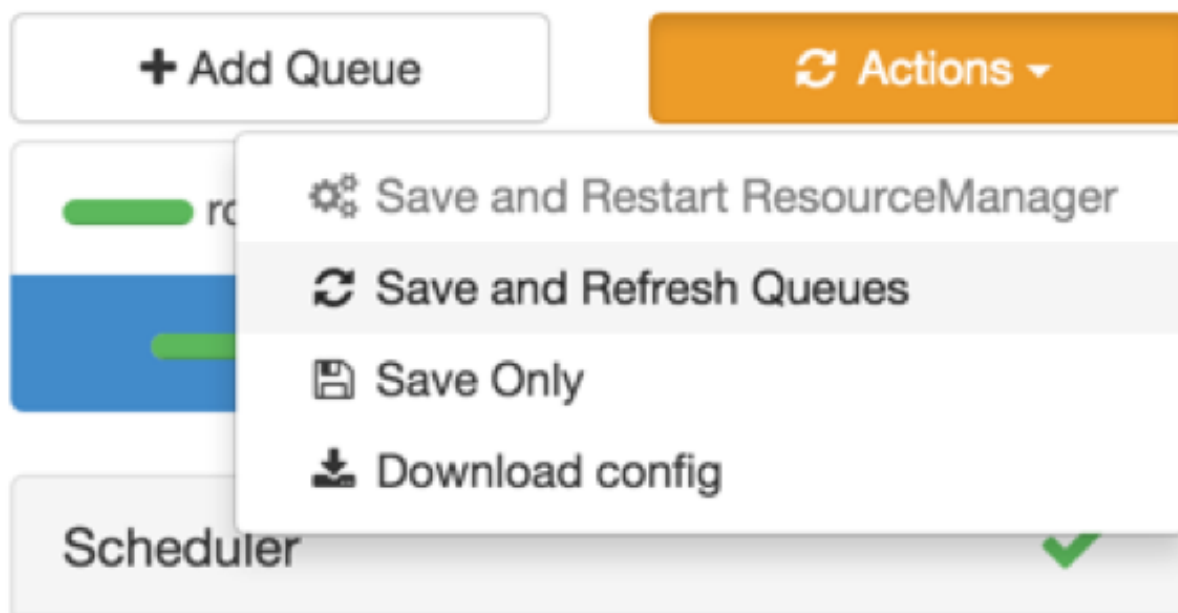 Add Queue
Actions
Save and Restart ResourceManager
Save and Refresh Queues
Save Only
Download config
Scheduler